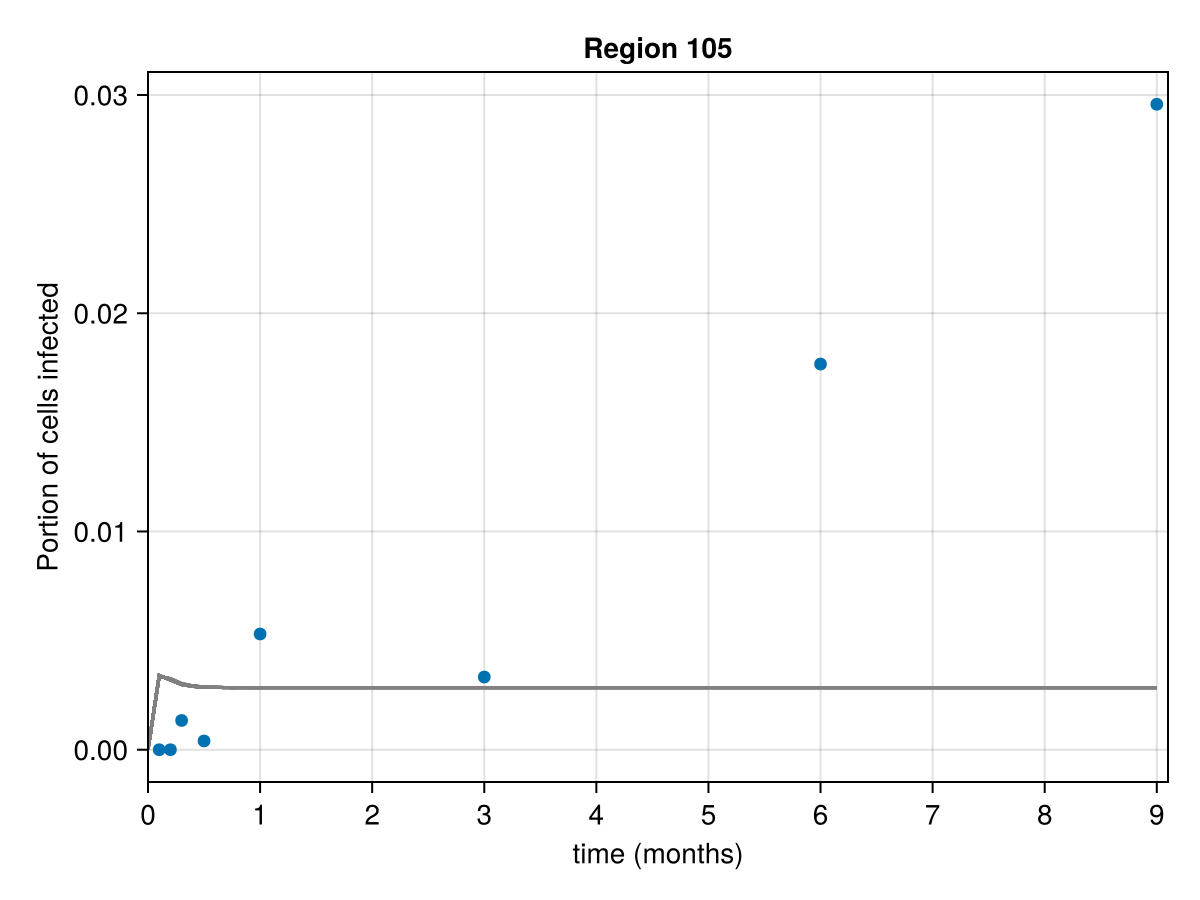 Region 105
Portion of cells infected
0.03
0.02
0.01
0.00
0 1 2 3 4 5 6 7 8 9
time (months)